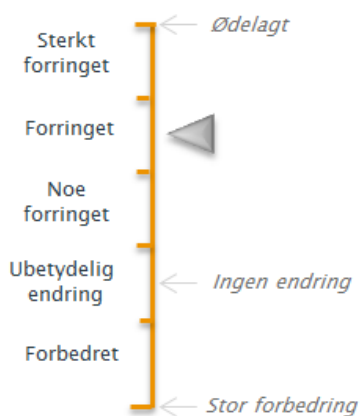 Ødelagt
Sterkt
forringet
Forringet
Noe
forringet
Ubetydelig
endring
Ingen endring
Forbedret
Stor forbedring